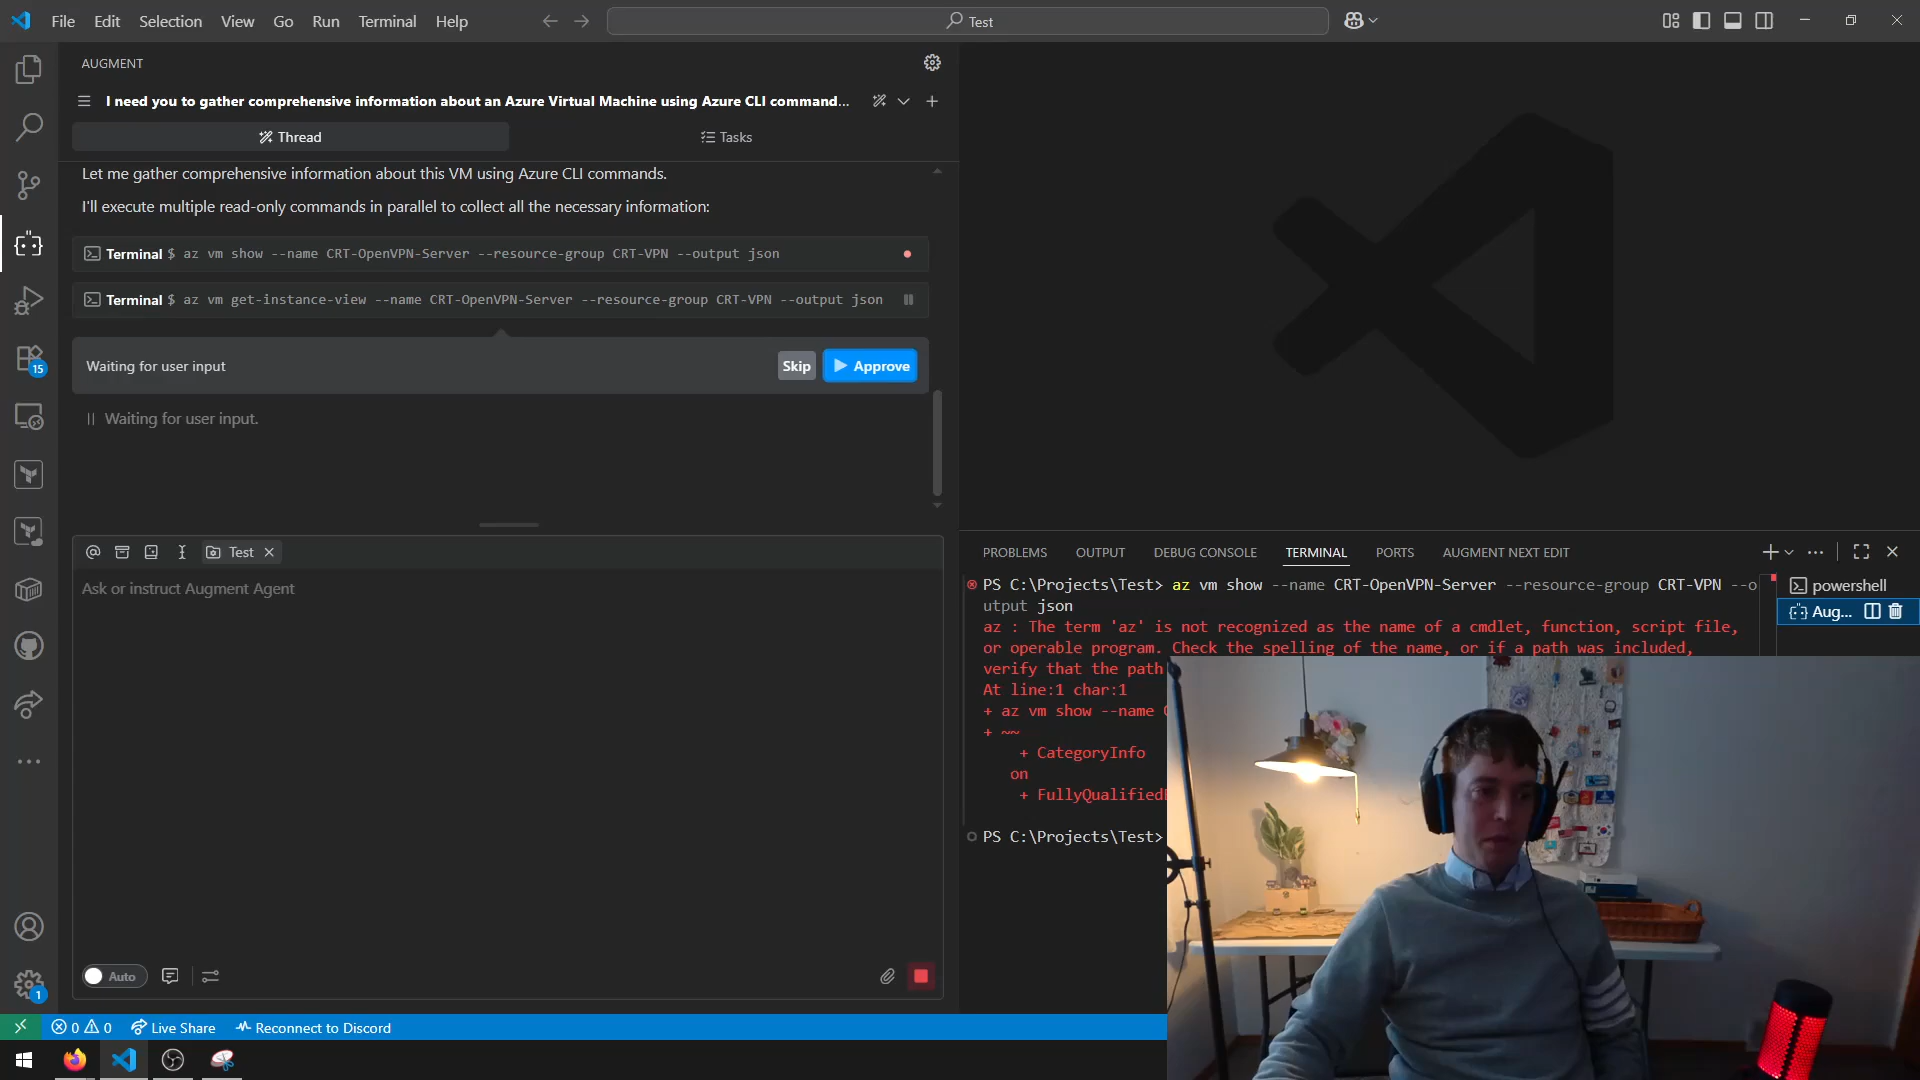 File Edit Selection View Go Run Terminal Help
Test
AUGMENT
I need you to gather comprehensive information about an Azure Virtual Machine using Azure CLI command...
Thread
Tasks
Let me gather comprehensive information about this VM using Azure CLI commands.
I'll execute multiple read-only commands in parallel to collect all the necessary information:
Terminal $ az vm show --name CRT-OpenVPN-Server --resource-group CRT-VPN --output json
Terminal $ az vm get-instance-view --name CRT-OpenVPN-Server --resource-group CRT-VPN --output json
Waiting for user input
Skip
Approve
Waiting for user input.
15
Test
Ask or instruct Augment Agent
Auto
1
PROBLEMS OUTPUT DEBUG CONSOLE TERMINAL PORTS AUGMENT NEXT EDIT
PS C:\Projects\Test> az vm show --name CRT-OpenVPN-Server --resource-group CRT-VPN --o
utput json
az : The term 'az' is not recognized as the name of a cmdlet, function, script file,
or operable program. Check the spelling of the name, or if a path was included,
verify that the path
At line:1 char:1
+ az vm show --name
+ ~~
+ CategoryInfo
on
+ FullyQualified
PS C:\Projects\Test>
powershell
Aug...
0 0 Live Share Reconnect to Discord